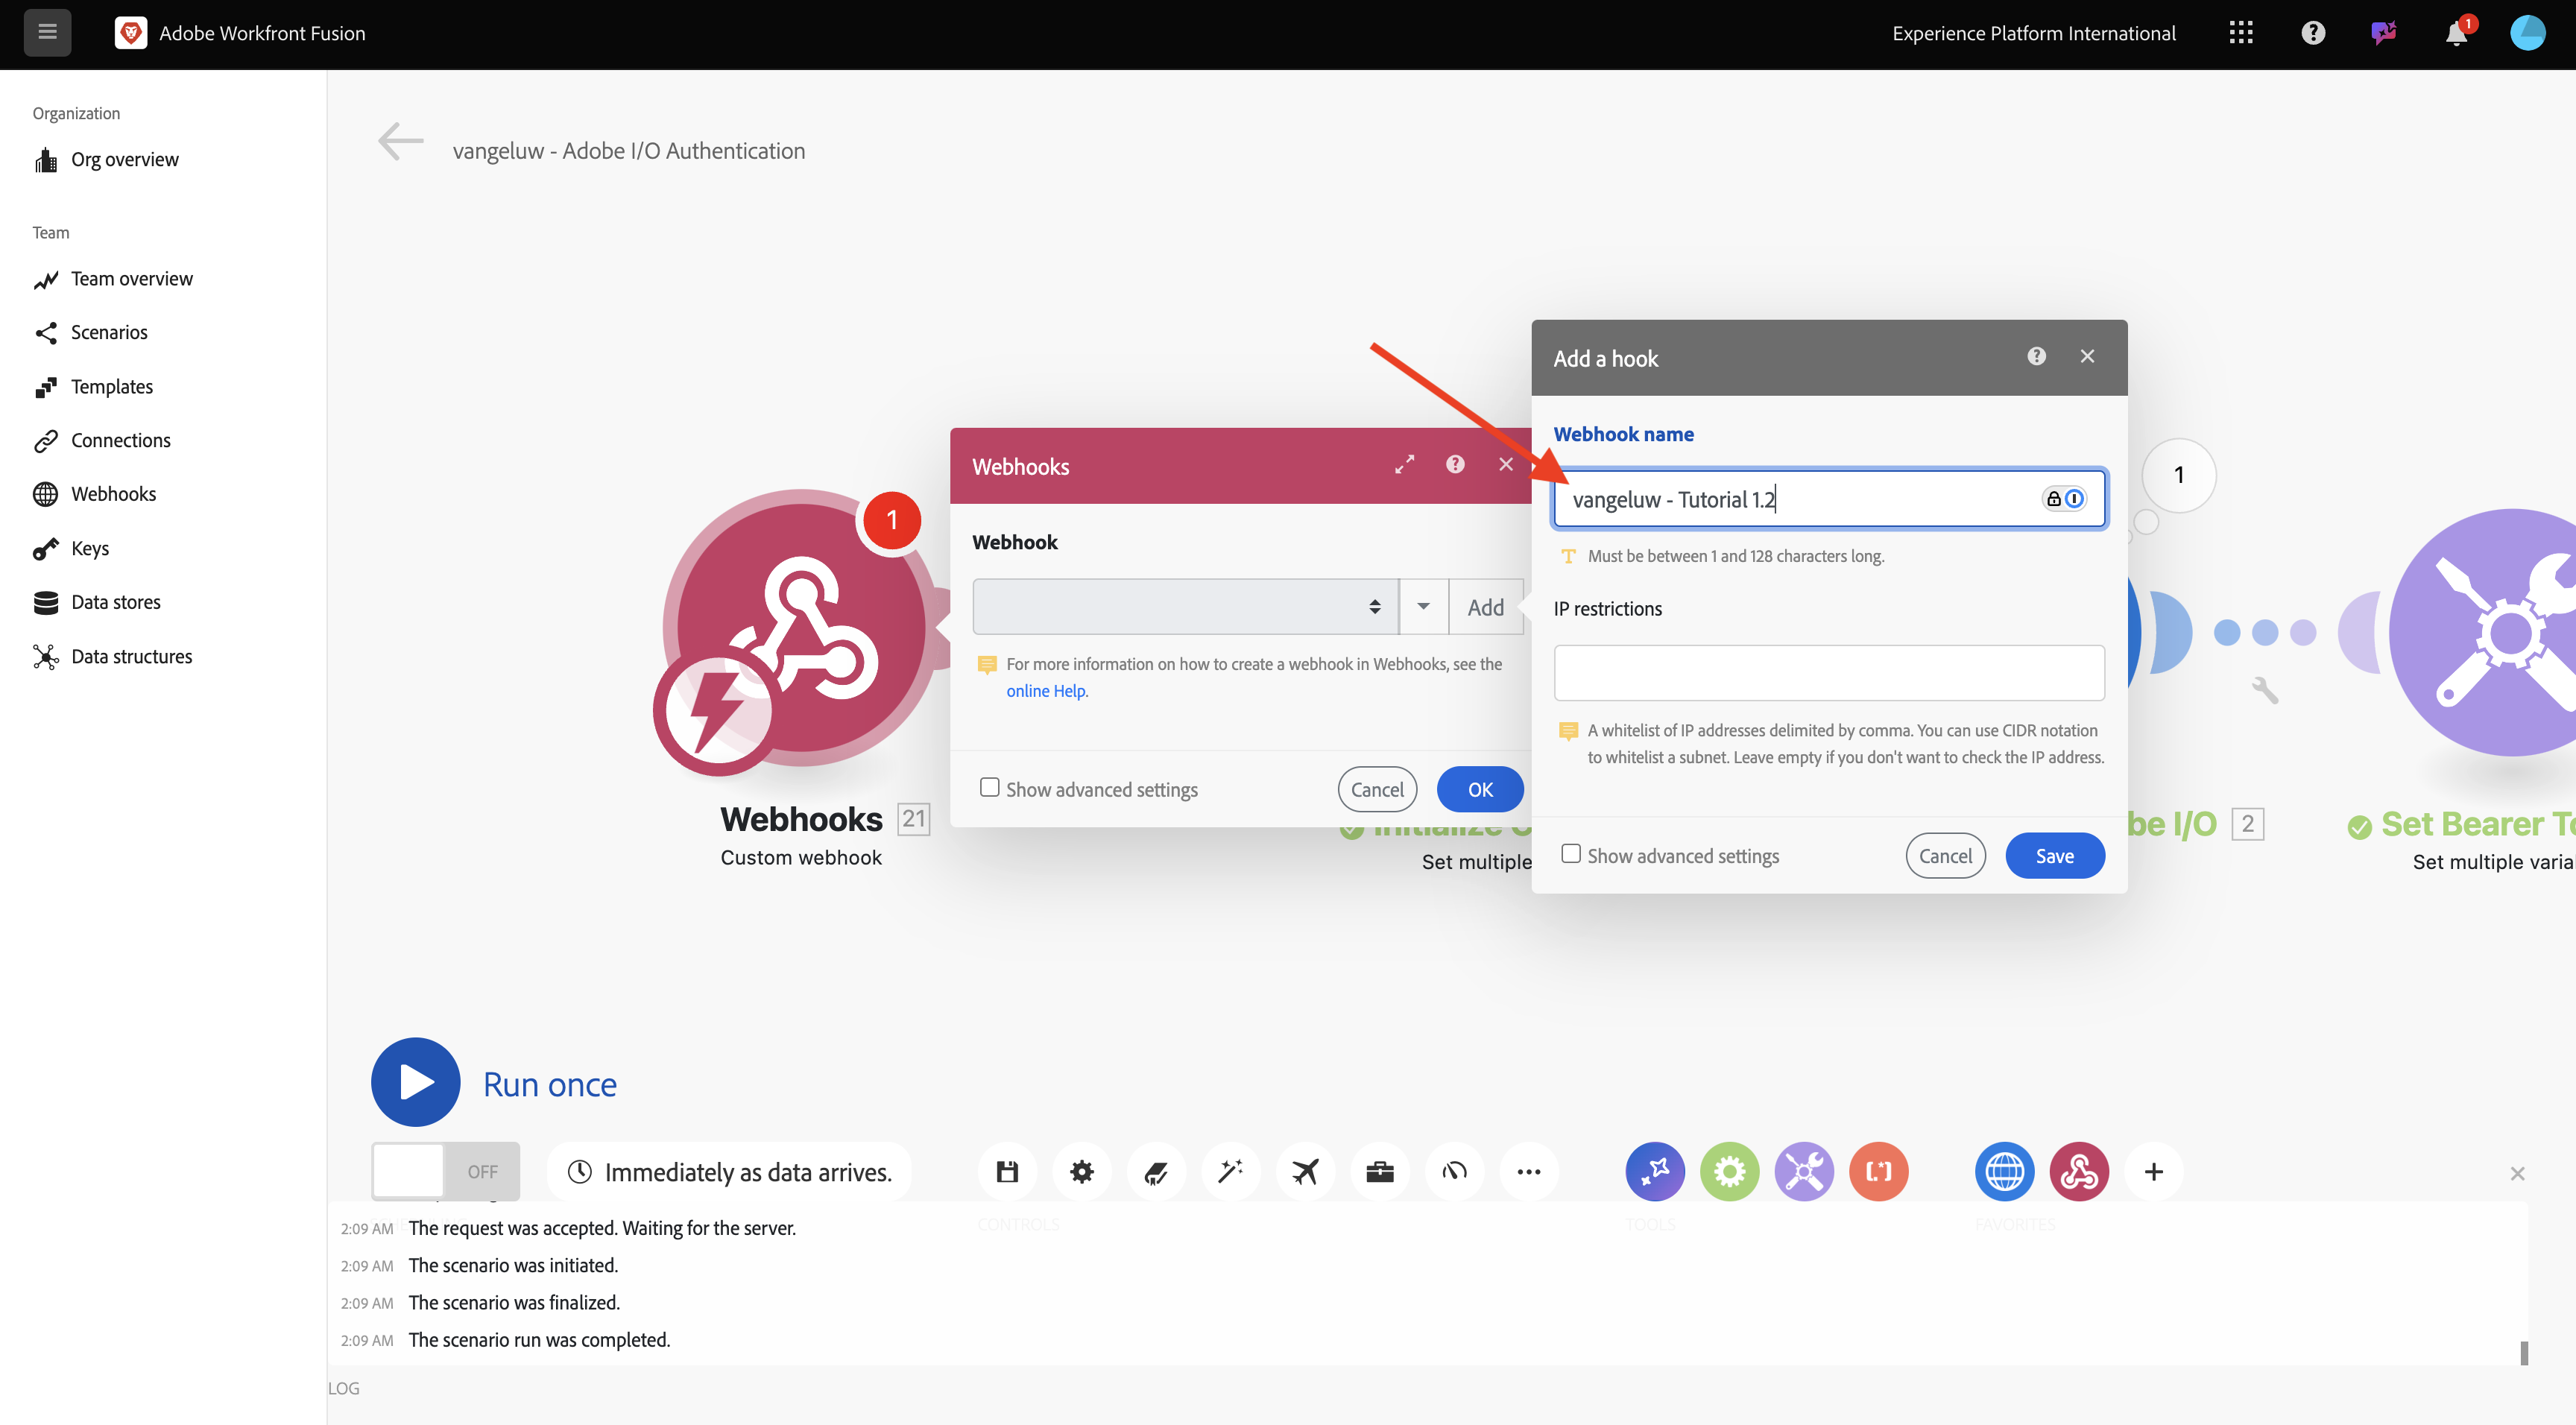 Adobe Workfront Fusion
Experience Platform International
1
Organization
Org overview
Team
Team overview
Scenarios
Templates
Connections
Webhooks
Keys
Data stores
Data structures
vangeluw - Adobe I/O Authentication
1
Webhooks 21
Custom webhook
Webhooks
Webhook
Add
For more information on how to create a webhook in Webhooks, see the
online Help.
Show advanced settings
Cancel
OK
Set multiple
Add a hook
Webhook name
vangeluw - Tutorial 1.2
Must be between 1 and 128 characters long.
IP restrictions
A whitelist of IP addresses delimited by comma. You can use CIDR notation
to whitelist a subnet. Leave empty if you don't want to check the IP address.
Show advanced settings
Cancel
Save
1
be I/O 2
Set Bearer To
Set multiple varia
Run once
OFF
Immediately as data arrives.
CONTROLS
TOOLS
FAVORITES
2:09 AM The request was accepted. Waiting for the server.
2:09 AM The scenario was initiated.
2:09 AM The scenario was finalized.
2:09 AM The scenario run was completed.
LOG